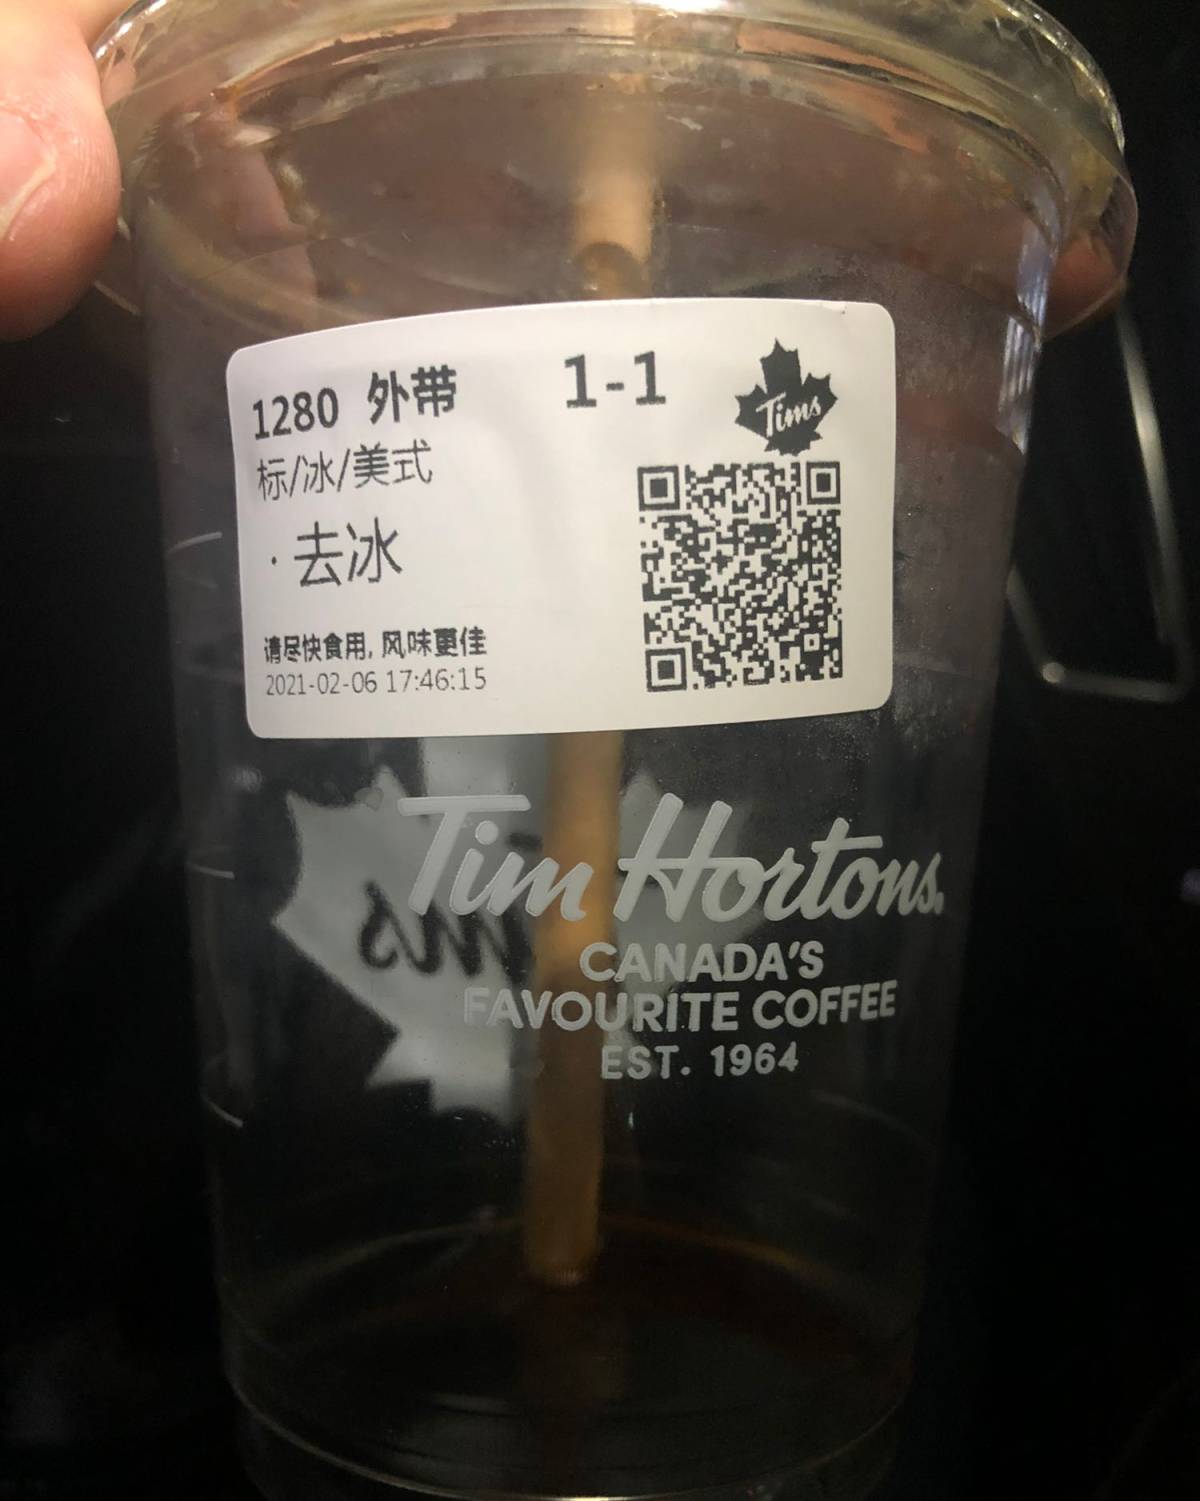 1280 外带 1-1
Tims
标/冰/美式
· 去冰
请尽快食用, 风味更佳
2021-02-06 17:46:15
Tim Hortons.
CANADA'S
FAVOURITE COFFEE
EST. 1964